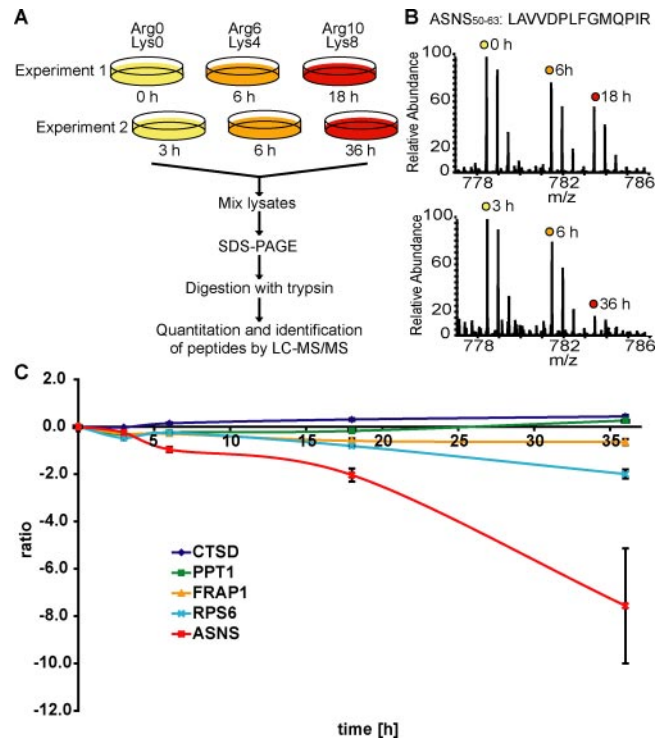 A
Arg0 Arg6 Arg10
Lys0 Lys4 Lys8
Experiment 1
0 h 6 h 18 h
Experiment 2
3 h 6 h 36 h
Mix lysates
SDS-PAGE
Digestion with trypsin
Quantitation and identification
of peptides by LC-MS/MS
B
ASNS50-63: LAVVDPLFGMQPIR
Relative Abundance
100
60
20
0
0 h
6h
18 h
778 782 786
m/z
Relative Abundance
100
60
20
0
3 h
6 h
36 h
778 782 786
m/z
C
ratio
2.0
0.0
-2.0
-4.0
-6.0
-8.0
-10.0
-12.0
5 10 15 20 25 30 35
CTSD
PPT1
FRAP1
RPS6
ASNS
time [h]